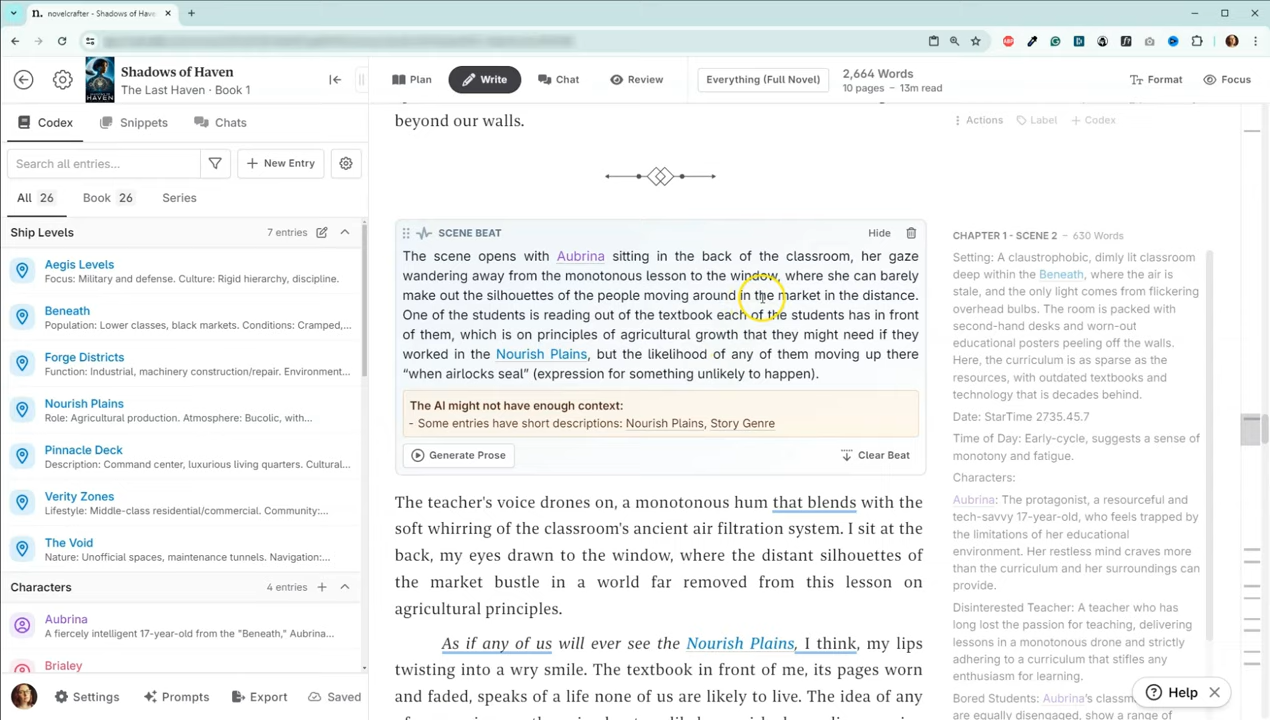 novelcrafter - Shadows of Have
Shadows of Haven
The Last Haven · Book 1
Plan
Write
Chat
Review
Everything (Full Novel)
2,664 Words
10 pages · 13m read
Format
Focus
Codex
Snippets
Chats
Search all entries...
New Entry
All 26
Book 26
Series
Ship Levels
7 entries
Aegis Levels
Focus: Military and defense. Culture: Rigid hierarchy, discipline.
Beneath
Population: Lower classes, black markets. Conditions: Cramped,...
Forge Districts
Function: Industrial, machinery construction/repair. Environment:...
Nourish Plains
Role: Agricultural production. Atmosphere: Bucolic, with...
Pinnacle Deck
Description: Command center, luxurious living quarters. Cultural...
Verity Zones
Lifestyle: Middle-class residential/commercial. Community:...
The Void
Nature: Unofficial spaces, maintenance tunnels. Navigation:...
Characters
4 entries
Aubrina
A fiercely intelligent 17-year-old from the "Beneath," Aubrina...
Brialey
Settings
Prompts
Export
Saved
beyond our walls.
SCENE BEAT
Hide
The scene opens with Aubrina sitting in the back of the classroom, her gaze
wandering away from the monotonous lesson to the window, where she can barely
make out the silhouettes of the people moving around in the market in the distance.
One of the students is reading out of the textbook each of the students has in front
of them, which is on principles of agricultural growth that they might need if they
worked in the Nourish Plains, but the likelihood of any of them moving up there
“when airlocks seal” (expression for something unlikely to happen).
The AI might not have enough context:
- Some entries have short descriptions: Nourish Plains, Story Genre
Generate Prose
Clear Beat
The teacher's voice drones on, a monotonous hum that blends with the
soft whirring of the classroom's ancient air filtration system. I sit at the
back, my eyes drawn to the window, where the distant silhouettes of
the market bustle in a world far removed from this lesson on
agricultural principles.
As if any of us will ever see the Nourish Plains, I think, my lips
twisting into a wry smile. The textbook in front of me, its pages worn
and faded, speaks of a life none of us are likely to live. The idea of any
Actions
Label
Codex
CHAPTER 1 - SCENE 2 - 630 Words
Setting: A claustrophobic, dimly lit classroom
deep within the Beneath, where the air is
stale, and the only light comes from flickering
overhead bulbs. The room is packed with
second-hand desks and worn-out
educational posters peeling off the walls.
Here, the curriculum is as sparse as the
resources, with outdated textbooks and
technology that is decades behind.
Date: StarTime 2735.45.7
Time of Day: Early-cycle, suggests a sense of
monotony and fatigue.
Characters:
Aubrina: The protagonist, a resourceful and
tech-savvy 17-year-old, who feels trapped by
the limitations of her educational
environment. Her restless mind craves more
than the curriculum and her surroundings can
provide.
Disinterested Teacher: A teacher who has
long lost the passion for teaching, delivering
lessons in a monotonous drone and strictly
adhering to a curriculum that stifles any
enthusiasm for learning.
Bored Students: Aubrina's classm
are equally disengaged, show a range of
Help